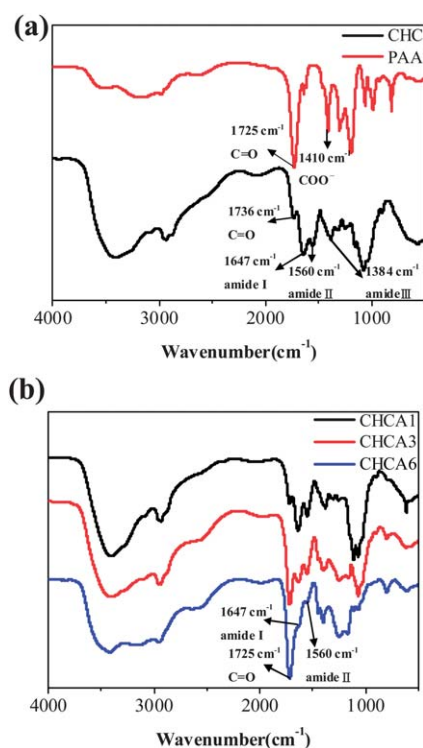 (a)
CHC
PAA
1725 cm⁻¹
C=O
1410 cm⁻¹
COO⁻
1736 cm⁻¹
C=O
1647 cm⁻¹
amide I
1560 cm⁻¹
amide II
1384 cm⁻¹
amideIII
4000 3000 2000 1000
Wavenumber(cm⁻¹)
(b)
CHCA1
CHCA3
CHCA6
1647 cm⁻¹
amide I
1725 cm⁻¹
C=O
1560 cm⁻¹
amide II
4000 3000 2000 1000
Wavenumber(cm⁻¹)